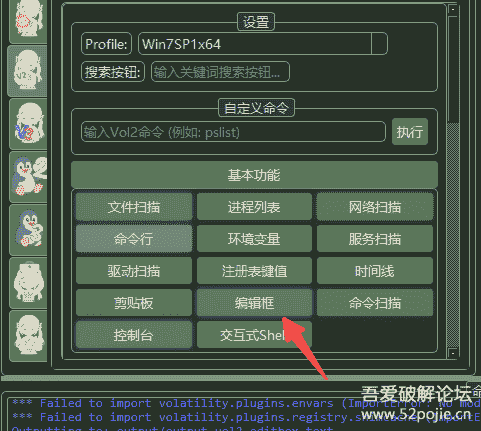 设置
Profile: Win7SP1x64
搜索按钮: 输入关键词搜索按钮...
自定义命令
输入Vol2命令 (例如: pslist) 执行
基本功能
文件扫描 进程列表 网络扫描
命令行 环境变量 服务扫描
驱动扫描 注册表键值 时间线
剪贴板 编辑框 命令扫描
控制台 交互式Shell
*** Failed to import volatility.plugins.envars (ImportError: No mod
*** Failed to import volatility.plugins.registry.
吾爱破解论坛
www.52pojie.cn